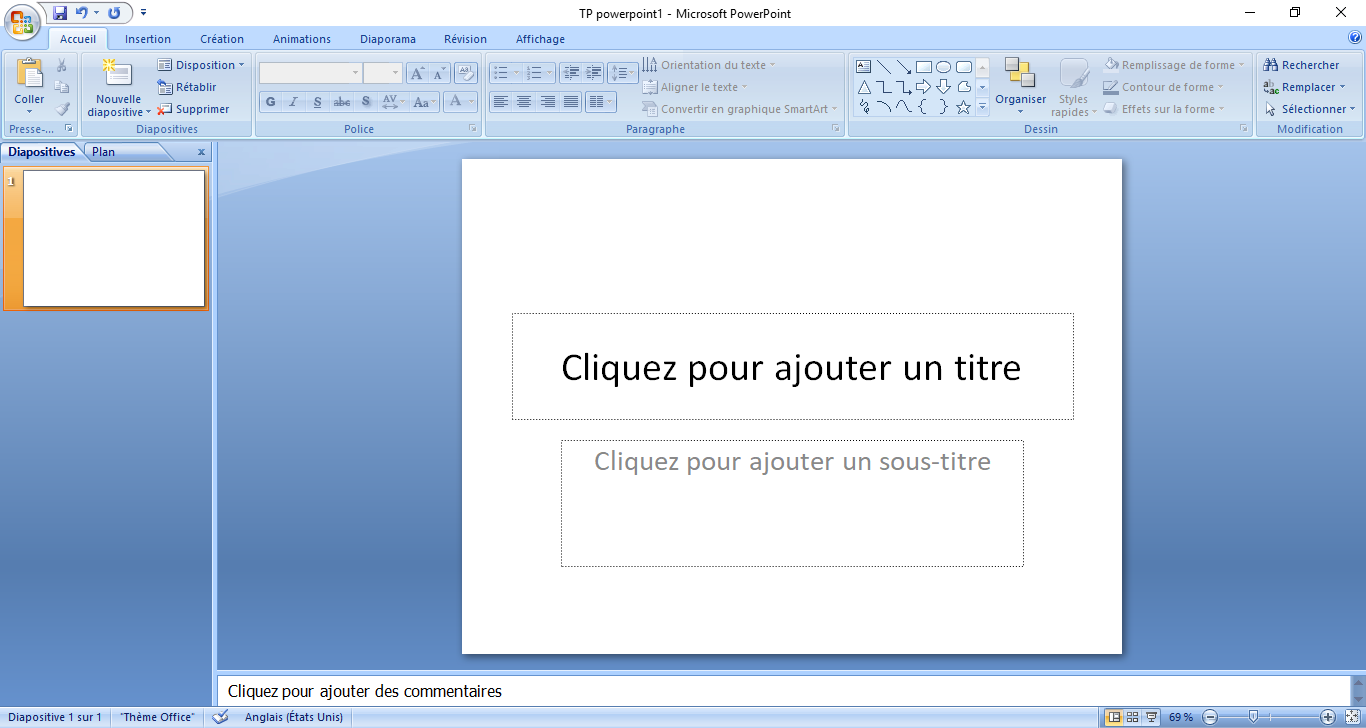 TP powerpoint1 - Microsoft PowerPoint
Accueil Insertion Création Animations Diaporama Révision Affichage
Coller
Presse-...
Nouvelle diapositive
Disposition
Rétablir
Supprimer
Diapositives
G I S abc S AV Aa A
Police
Orientation du texte
Aligner le texte
Convertir en graphique SmartArt
Paragraphe
Organiser
Styles rapides
Remplissage de forme
Contour de forme
Effets sur la forme
Dessin
Rechercher
Remplacer
Sélectionner
Modification
Diapositives Plan x
1
Cliquez pour ajouter un titre
Cliquez pour ajouter un sous-titre
Cliquez pour ajouter des commentaires
Diapositive 1 sur 1 "Thème Office" Anglais (États Unis) 69 %